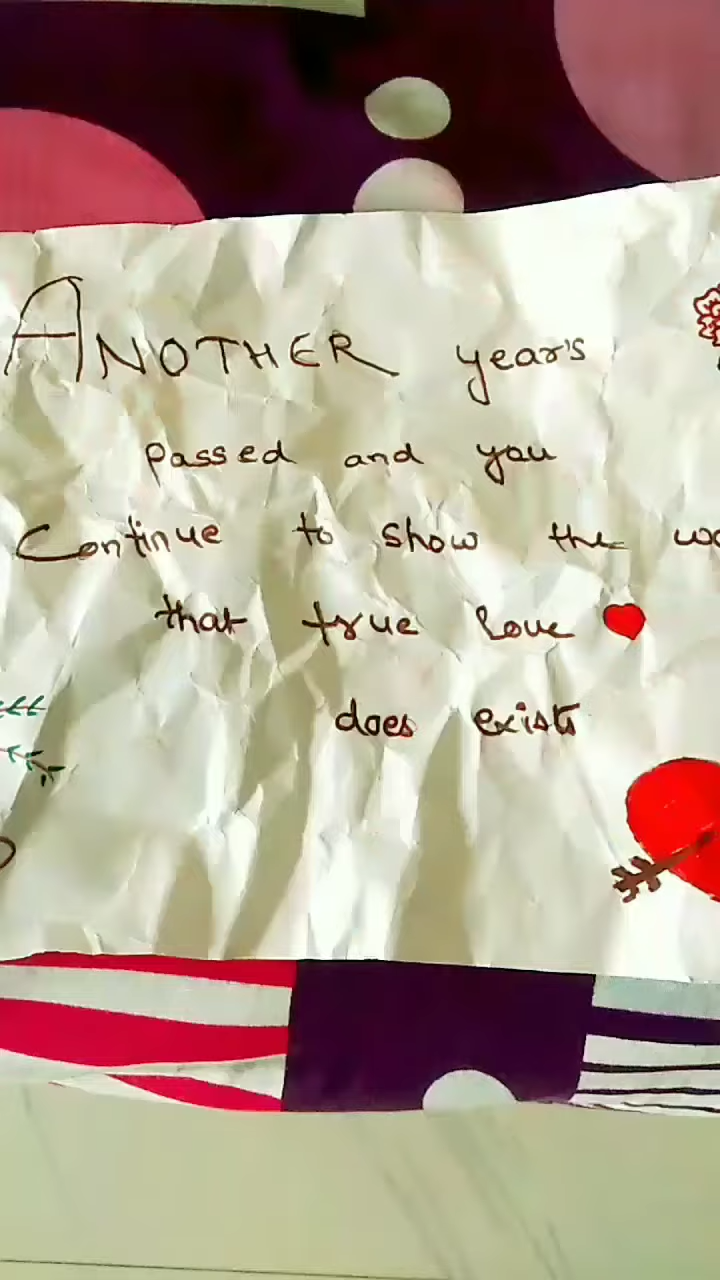 ANOTHER year's
passed and you
Continue to show the
that true love
does exists